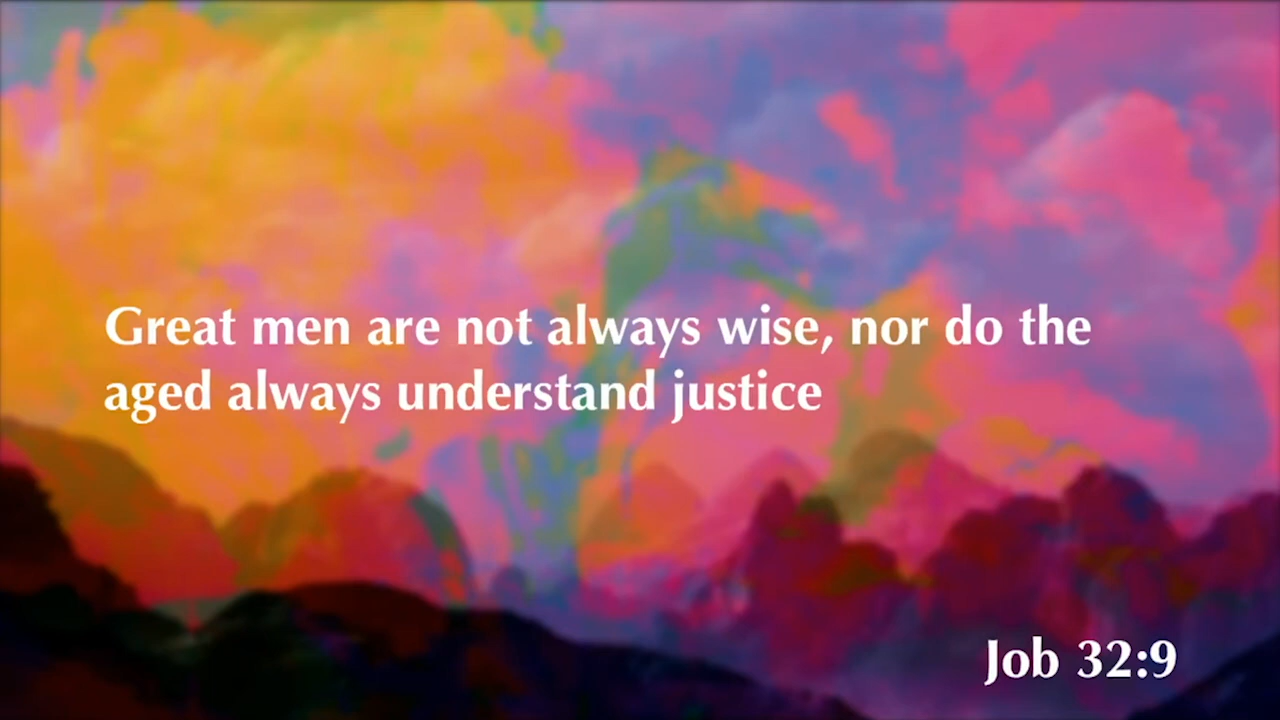 Great men are not always wise, nor do the
aged always understand justice
Job 32:9